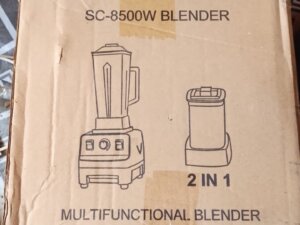 SC-8500W BLENDER
2 IN 1
MULTIFUNCTIONAL BLENDER